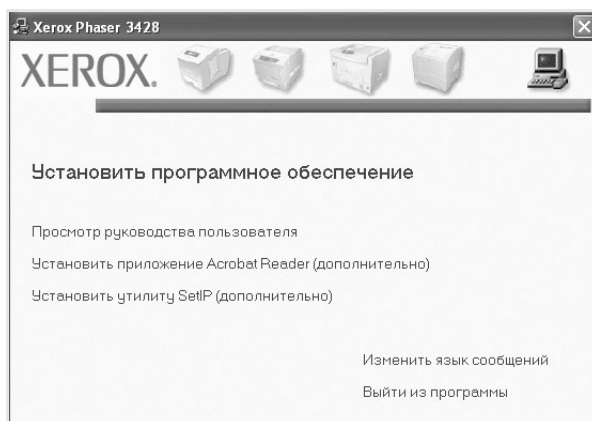 Xerox Phaser 3428
XEROX.
Установить программное обеспечение
Просмотр руководства пользователя
Установить приложение Acrobat Reader (дополнительно)
Установить утилиту SetIP (дополнительно)
Изменить язык сообщений
Выйти из программы